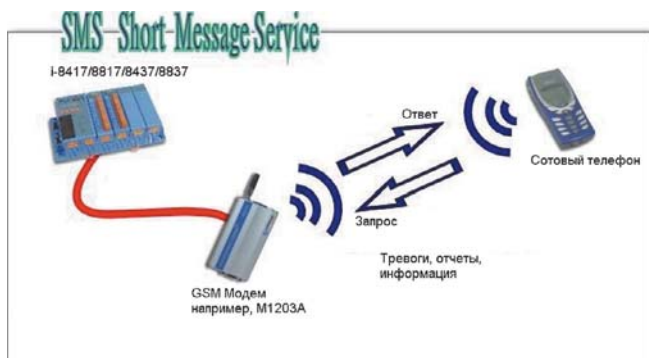 SMS Short Message Service
i-8417/8817/8437/8837
Ответ
Сотовый телефон
Запрос
Тревоги, отчеты,
информация
GSM Модем
например, M1203A